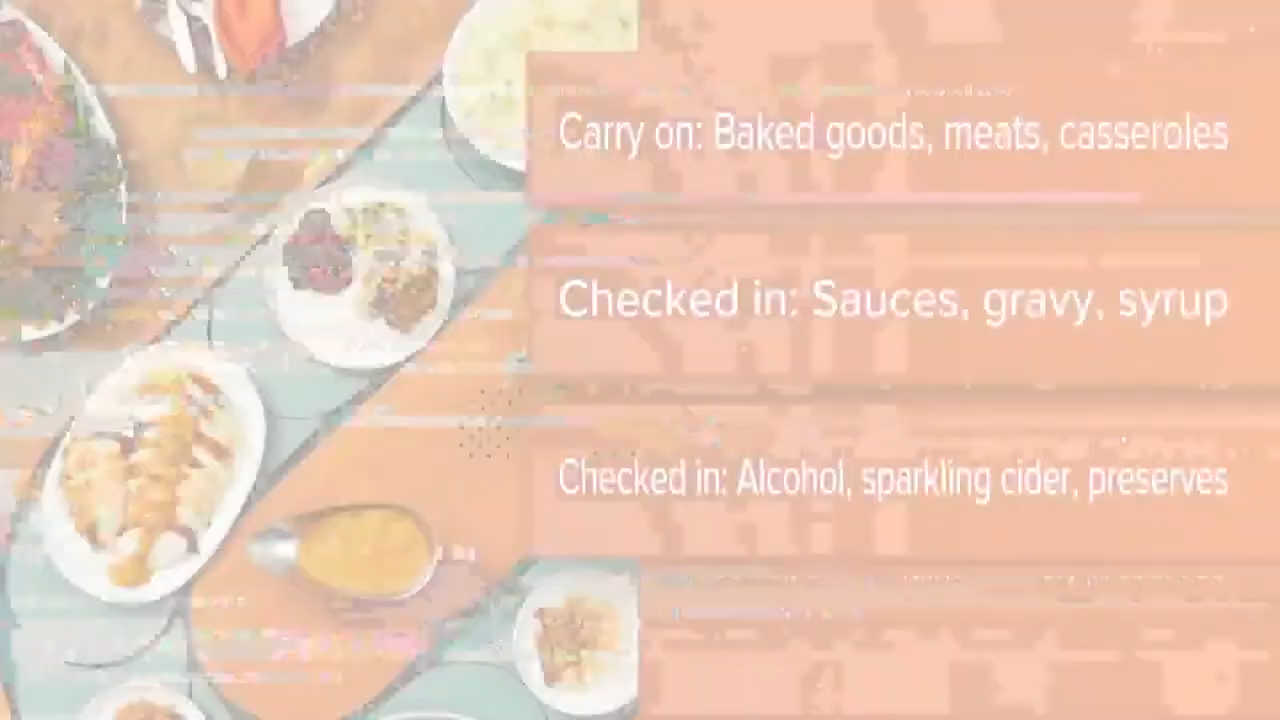 Carry on: Baked goods, meats, casseroles
Checked in: Sauces, gravy, syrup
Checked in: Alcohol, sparkling cider, preserves